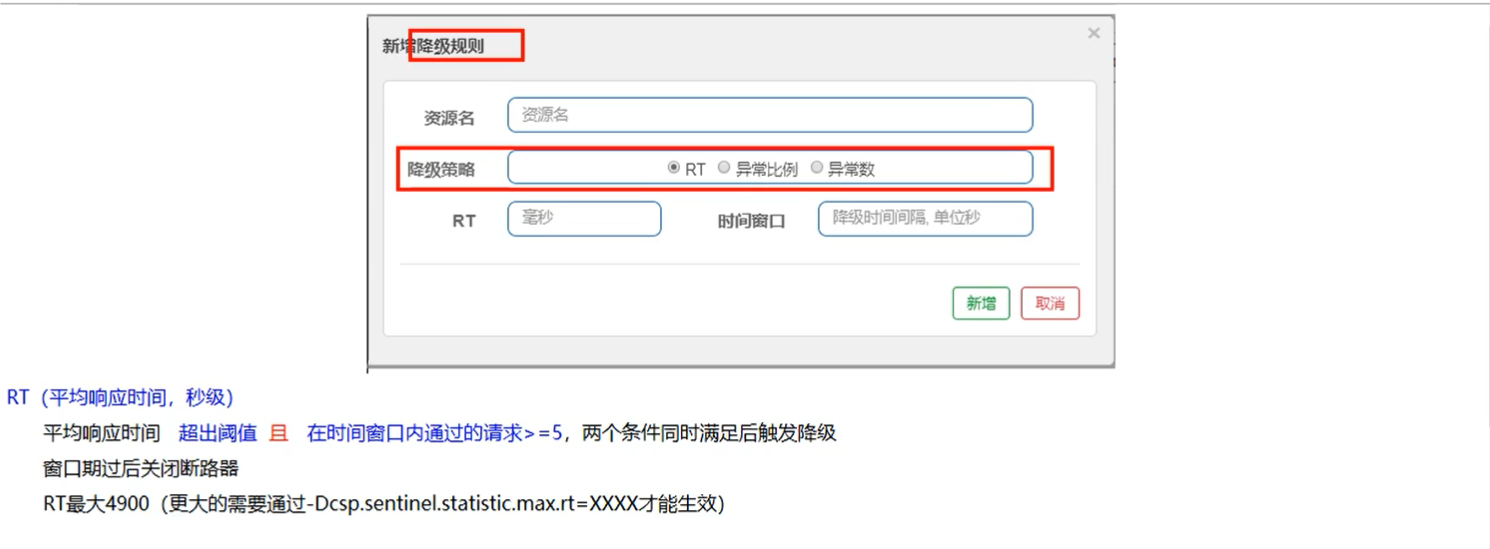 新增降级规则 ×
资源名 资源名
降级策略 RT 异常比例 异常数
RT 毫秒 时间窗口 降级时间间隔, 单位秒
新增 取消
RT（平均响应时间，秒级）
平均响应时间 超出阈值 且 在时间窗口内通过的请求>=5，两个条件同时满足后触发降级
窗口期过后关闭断路器
RT最大4900（更大的需要通过-Dcsp.sentinel.statistic.max.rt=XXXX才能生效）